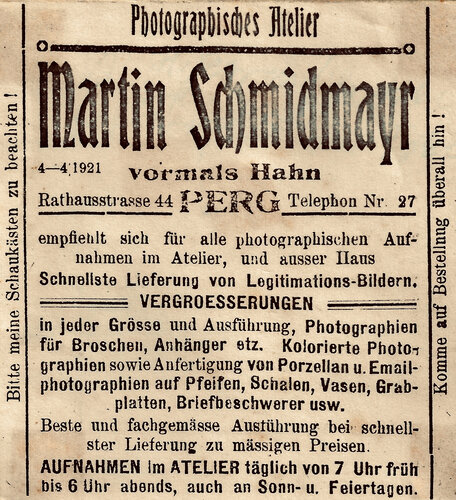 Photographisches Atelier
Martin Schmidmayr
4—4 1921 vormals Hahn
Rathausstrasse 44 PERG Telephon Nr. 27
empfiehlt sich für alle photographischen Auf-
nahmen im Atelier, und ausser Haus
Schnellste Lieferung von Legitimations-Bildern.
VERGROESSERUNGEN
in jeder Grösse und Ausführung, Photographien
für Broschen, Anhänger etz. Kolorierte Photo-
graphien sowie Anfertigung von Porzellan u. Email-
photographien auf Pfeifen, Schalen, Vasen, Grab-
platten, Briefbeschwerer usw.
Beste und fachgemässe Austührung bei schnell-
ster Lieferung zu mässigen Preisen.
AUFNAHMEN im ATELIER täglich von 7 Uhr früh
bis 6 Uhr abends, auch an Sonn- u. Feiertagen.
Bitte meine Schaukästen zu beachten !
Komme auf Bestellung überall hin !